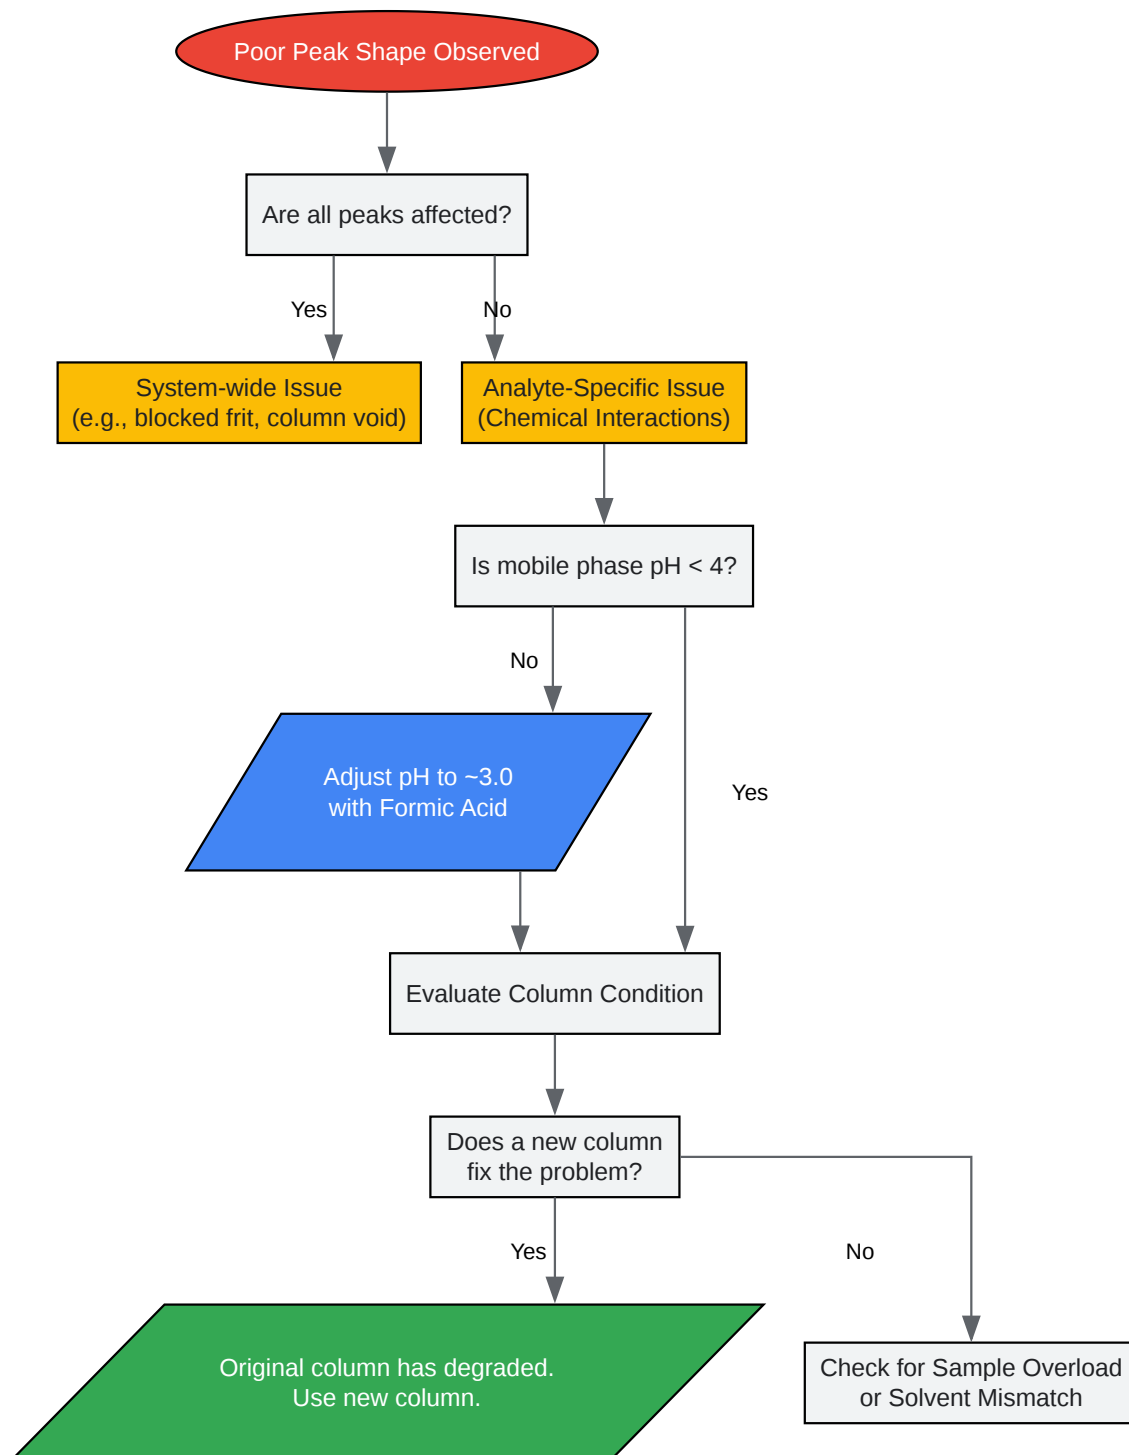 Poor Peak Shape Observed
Are all peaks affected?
Yes
No
System-wide Issue
(e.g., blocked frit, column void)
Analyte-Specific Issue
(Chemical Interactions)
Is mobile phase pH < 4?
No
Adjust pH to ~3.0
with Formic Acid
Yes
Evaluate Column Condition
Does a new column
fix the problem?
Yes
No
Original column has degraded.
Use new column.
Check for Sample Overload
or Solvent Mismatch